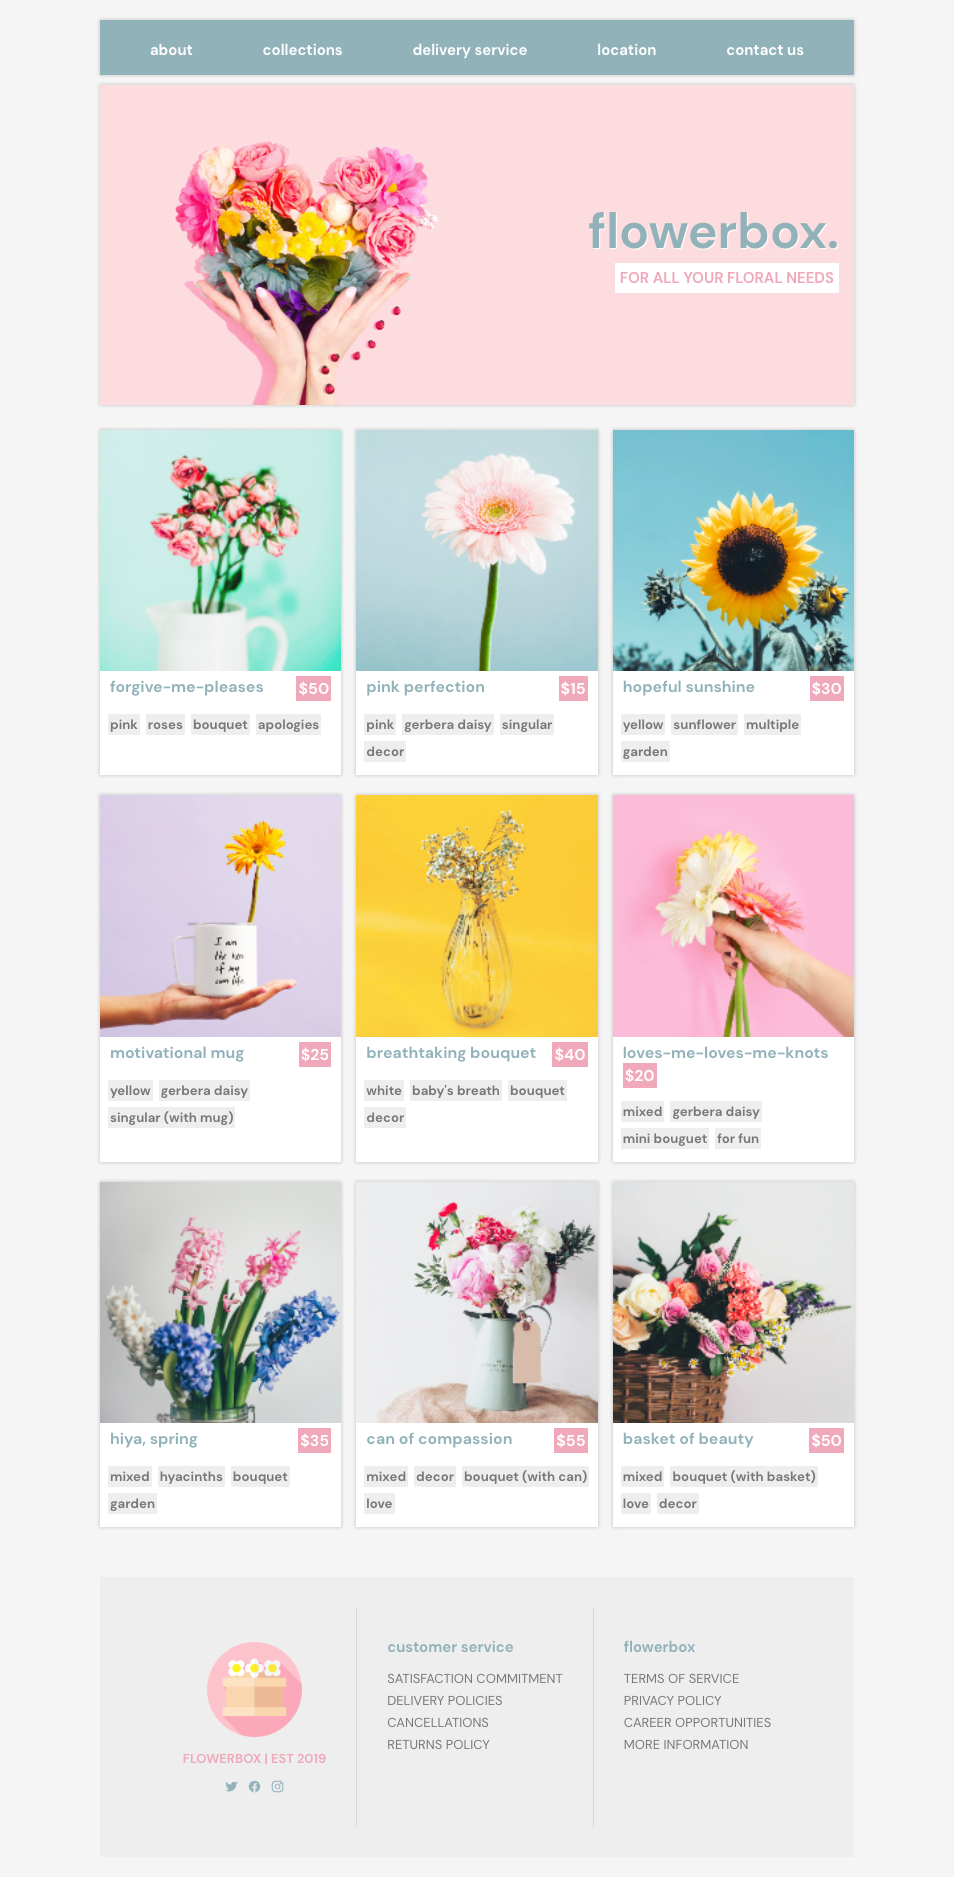 about collections delivery service location contact us
flowerbox.
FOR ALL YOUR FLORAL NEEDS
forgive-me-pleases $50
pink roses bouquet apologies
pink perfection $15
pink gerbera daisy singular
decor
hopeful sunshine $30
yellow sunflower multiple
garden
I am
the hero
of my
own life.
motivational mug $25
yellow gerbera daisy
singular (with mug)
breathtaking bouquet $40
white baby's breath bouquet
decor
loves-me-loves-me-knots
$20
mixed gerbera daisy
mini bouguet for fun
hiya, spring $35
mixed hyacinths bouquet
garden
can of compassion $55
mixed decor bouquet (with can)
love
basket of beauty $50
mixed bouquet (with basket)
love decor
FLOWERBOX | EST 2019
customer service
SATISFACTION COMMITMENT
DELIVERY POLICIES
CANCELLATIONS
RETURNS POLICY
flowerbox
TERMS OF SERVICE
PRIVACY POLICY
CAREER OPPORTUNITIES
MORE INFORMATION